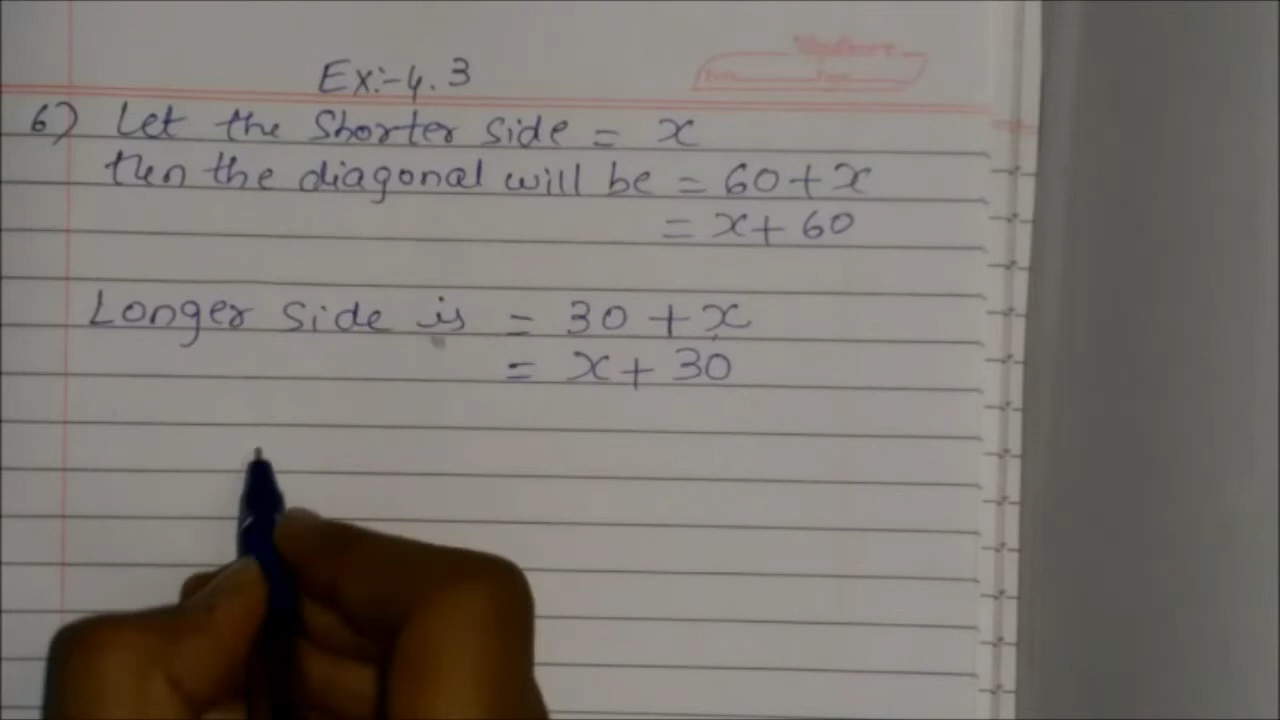 Ex:-4.3
6) Let the Shorter side = x
then the diagonal will be = 60 + x
= x + 60
Longer side is = 30 + x
= x + 30